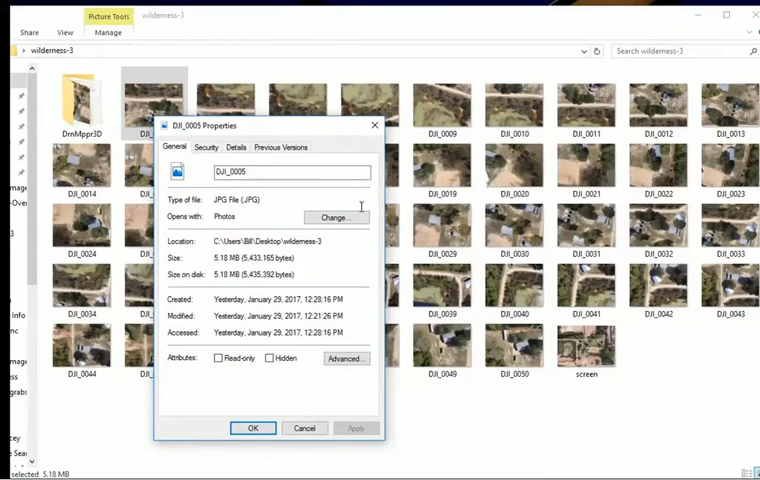 Picture Tools
wilderness-3
Share
View
Manage
wilderness-3
Search wilderness-3
DrnMppr3D
DJI_
DJI_0009
DJI_0010
DJI_0011
DJI_0012
DJI_0013
DJI_0014
DJI_
DJI_0019
DJI_0020
DJI_0021
DJI_0022
DJI_0023
DJI_0024
DJI_
DJI_0029
DJI_0030
DJI_0031
DJI_0032
DJI_0033
DJI_0034
DJI_
DJI_0039
DJI_0040
DJI_0041
DJI_0042
DJI_0043
DJI_0044
DJI_
DJI_0049
DJI_0050
screen
DJI_0005 Properties
General
Security
Details
Previous Versions
DJI_0005
Type of file: JPG File (.JPG)
Opens with: Photos
Change...
Location: C:\Users\Bill\Desktop\wilderness-3
Size: 5.18 MB (5,433,165 bytes)
Size on disk: 5.18 MB (5,435,392 bytes)
Created: Yesterday, January 29, 2017, 12:28:16 PM
Modified: Yesterday, January 29, 2017, 12:21:26 PM
Accessed: Yesterday, January 29, 2017, 12:28:16 PM
Attributes: Read-only Hidden Advanced...
OK
Cancel
Apply
selected 5.18 MB